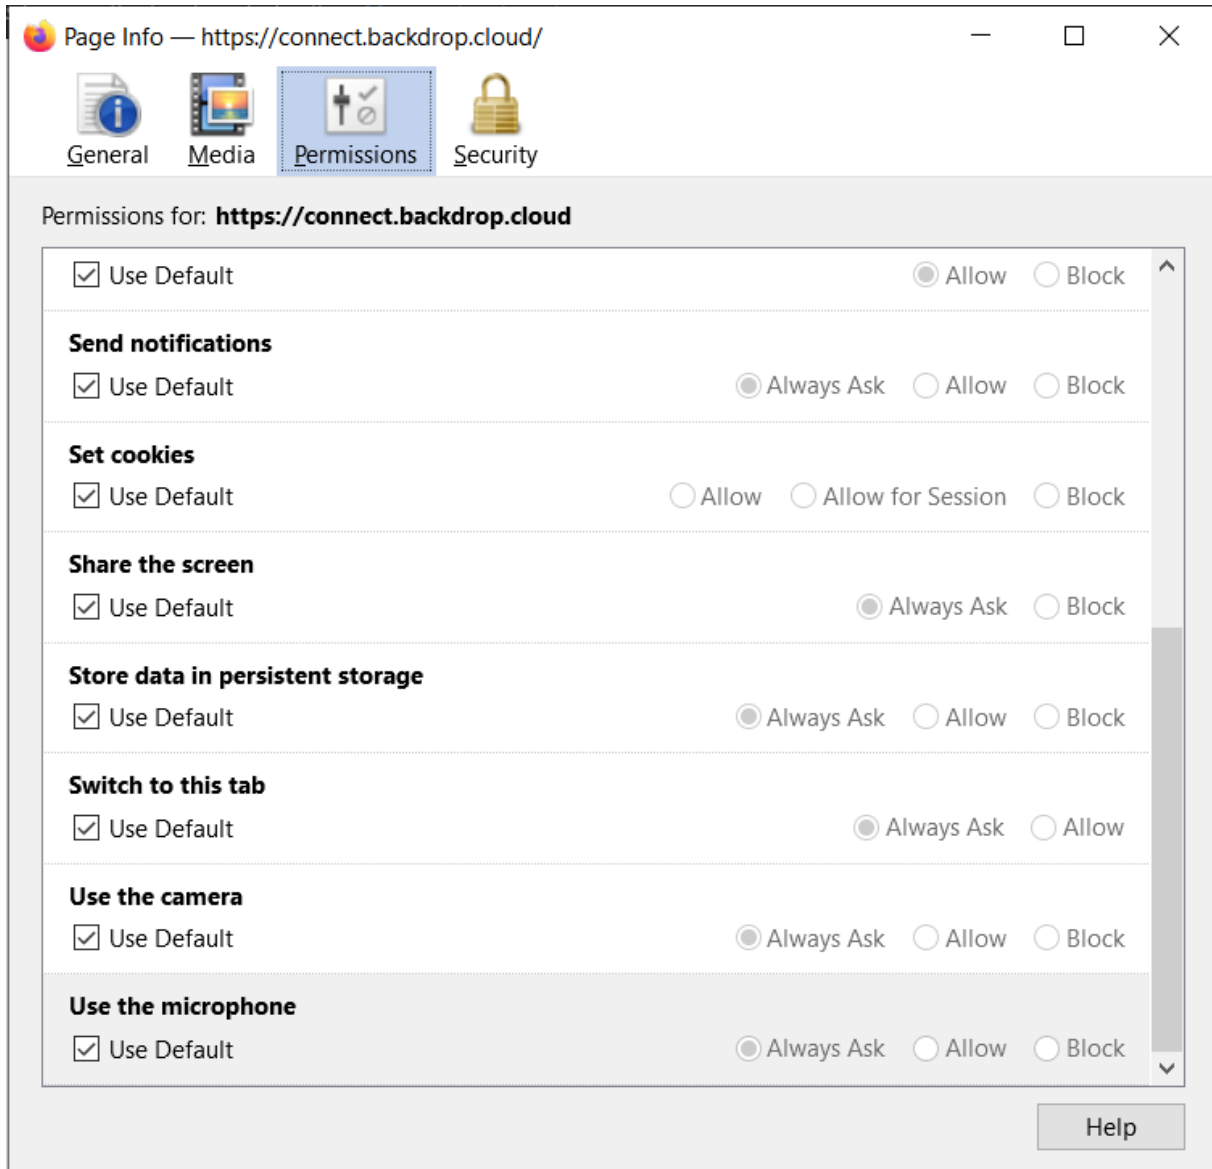 Page Info — https://connect.backdrop.cloud/
General Media Permissions Security
Permissions for: https://connect.backdrop.cloud
Use Default Allow Block
Send notifications
Use Default Always Ask Allow Block
Set cookies
Use Default Allow Allow for Session Block
Share the screen
Use Default Always Ask Block
Store data in persistent storage
Use Default Always Ask Allow Block
Switch to this tab
Use Default Always Ask Allow
Use the camera
Use Default Always Ask Allow Block
Use the microphone
Use Default Always Ask Allow Block
Help